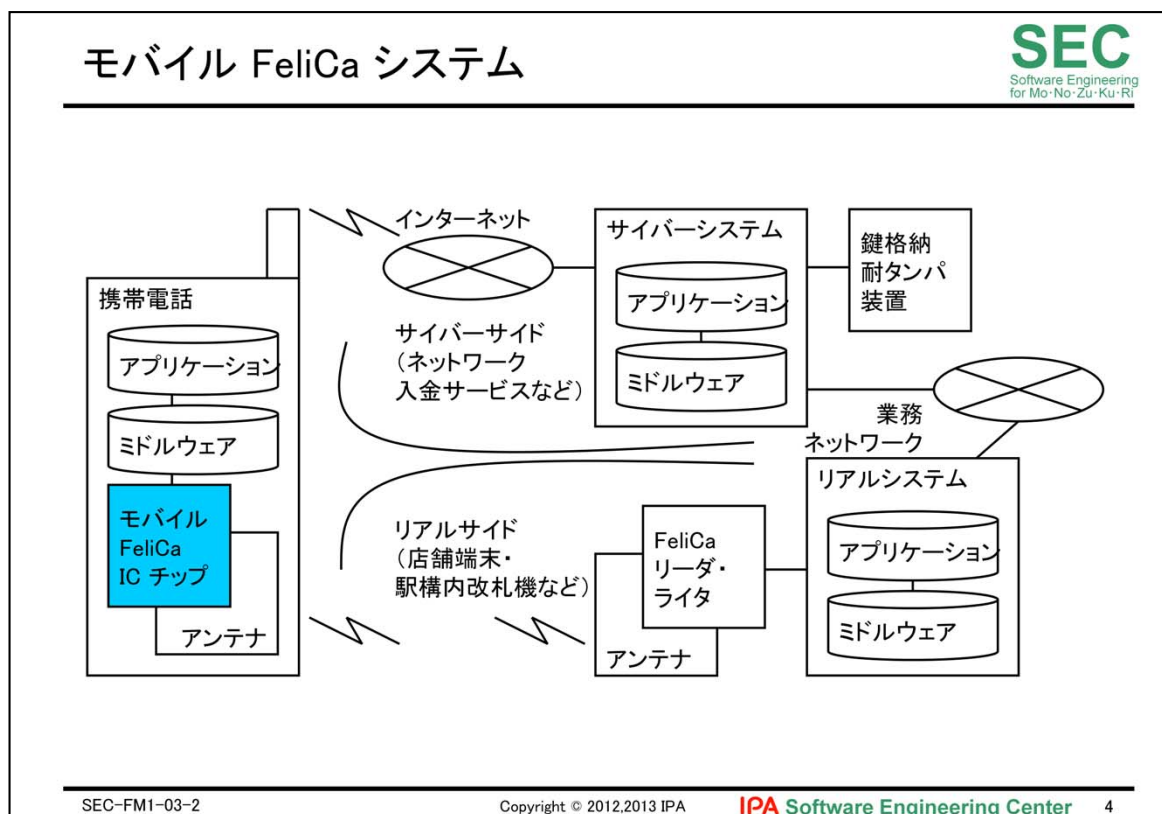 モバイル FeliCa システム
SEC
Software Engineering
for Mo·No·Zu·Ku·Ri
インターネット
サイバーシステム
アプリケーション
ミドルウェア
鍵格納
耐タンパ
装置
携帯電話
アプリケーション
ミドルウェア
モバイル
FeliCa
IC チップ
アンテナ
サイバーサイド
(ネットワーク
入金サービスなど)
業務
ネットワーク
リアルサイド
(店舗端末・
駅構内改札機など)
FeliCa
リーダ・
ライタ
アンテナ
リアルシステム
アプリケーション
ミドルウェア
SEC-FM1-03-2
Copyright © 2012,2013 IPA
IPA Software Engineering Center
4